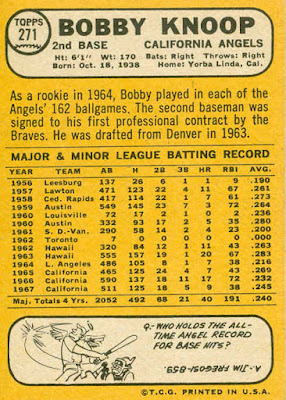 TOPPS
271
BOBBY KNOOP
2nd BASE CALIFORNIA ANGELS
Ht: 6'1" Wt: 170 Bats: Right Throws: Right
Born: Oct. 18, 1938 Home: Yorba Linda, Cal.
As a rookie in 1964, Bobby played in each of the
Angels' 162 ballgames. The second baseman was
signed to his first professional contract by the
Braves. He was drafted from Denver in 1963.
MAJOR & MINOR LEAGUE BATTING RECORD
YEAR TEAM AB H 2B 3B HR RBI AVG.
1956 Leesburg 137 26 6 1 1 9 .190
1957 Lawton 471 123 22 4 11 67 .261
1958 Ced. Rapids 417 114 23 6 8 61 .273
1959 Austin 549 145 23 7 3 72 .264
1960 Louisville 72 17 2 1 0 2 .236
1960 Austin 332 93 17 2 5 35 .280
1961 S. D.-Van. 290 58 14 2 4 23 .200
1962 Toronto 7 0 0 0 0 0 .000
1962 Hawaii 320 84 12 1 11 43 .263
1963 Hawaii 555 157 19 1 20 67 .283
1964 L. Angeles 486 105 8 1 7 38 .216
1965 California 465 125 24 4 7 43 .269
1966 California 590 137 18 11 17 72 .232
1967 California 511 125 18 5 9 38 .245
Maj. Totals 4 Yrs. 2052 492 68 21 40 191 .240
Q-WHO HOLDS THE ALL-
TIME ANGEL RECORD
FOR BASE HITS?
A-JIM FREGOSI-859.
©T.C.G. PRINTED IN U.S.A.